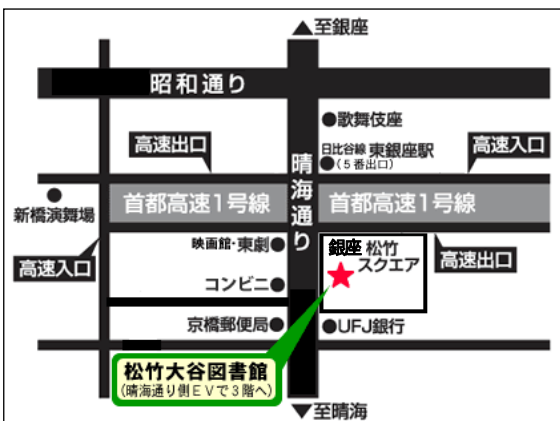 ▲至銀座
昭和通り
●歌舞伎座
高速出口
日比谷線 東銀座駅
●(5番出口)
高速入口
晴海通り
首都高速1号線
首都高速1号線
新橋演舞場
映画館・東劇●
銀座 松竹
スクエア
高速入口
高速出口
コンビニ●
京橋郵便局●
●UFJ銀行
松竹大谷図書館
(晴海通り側EVで3階へ)
▼至晴海